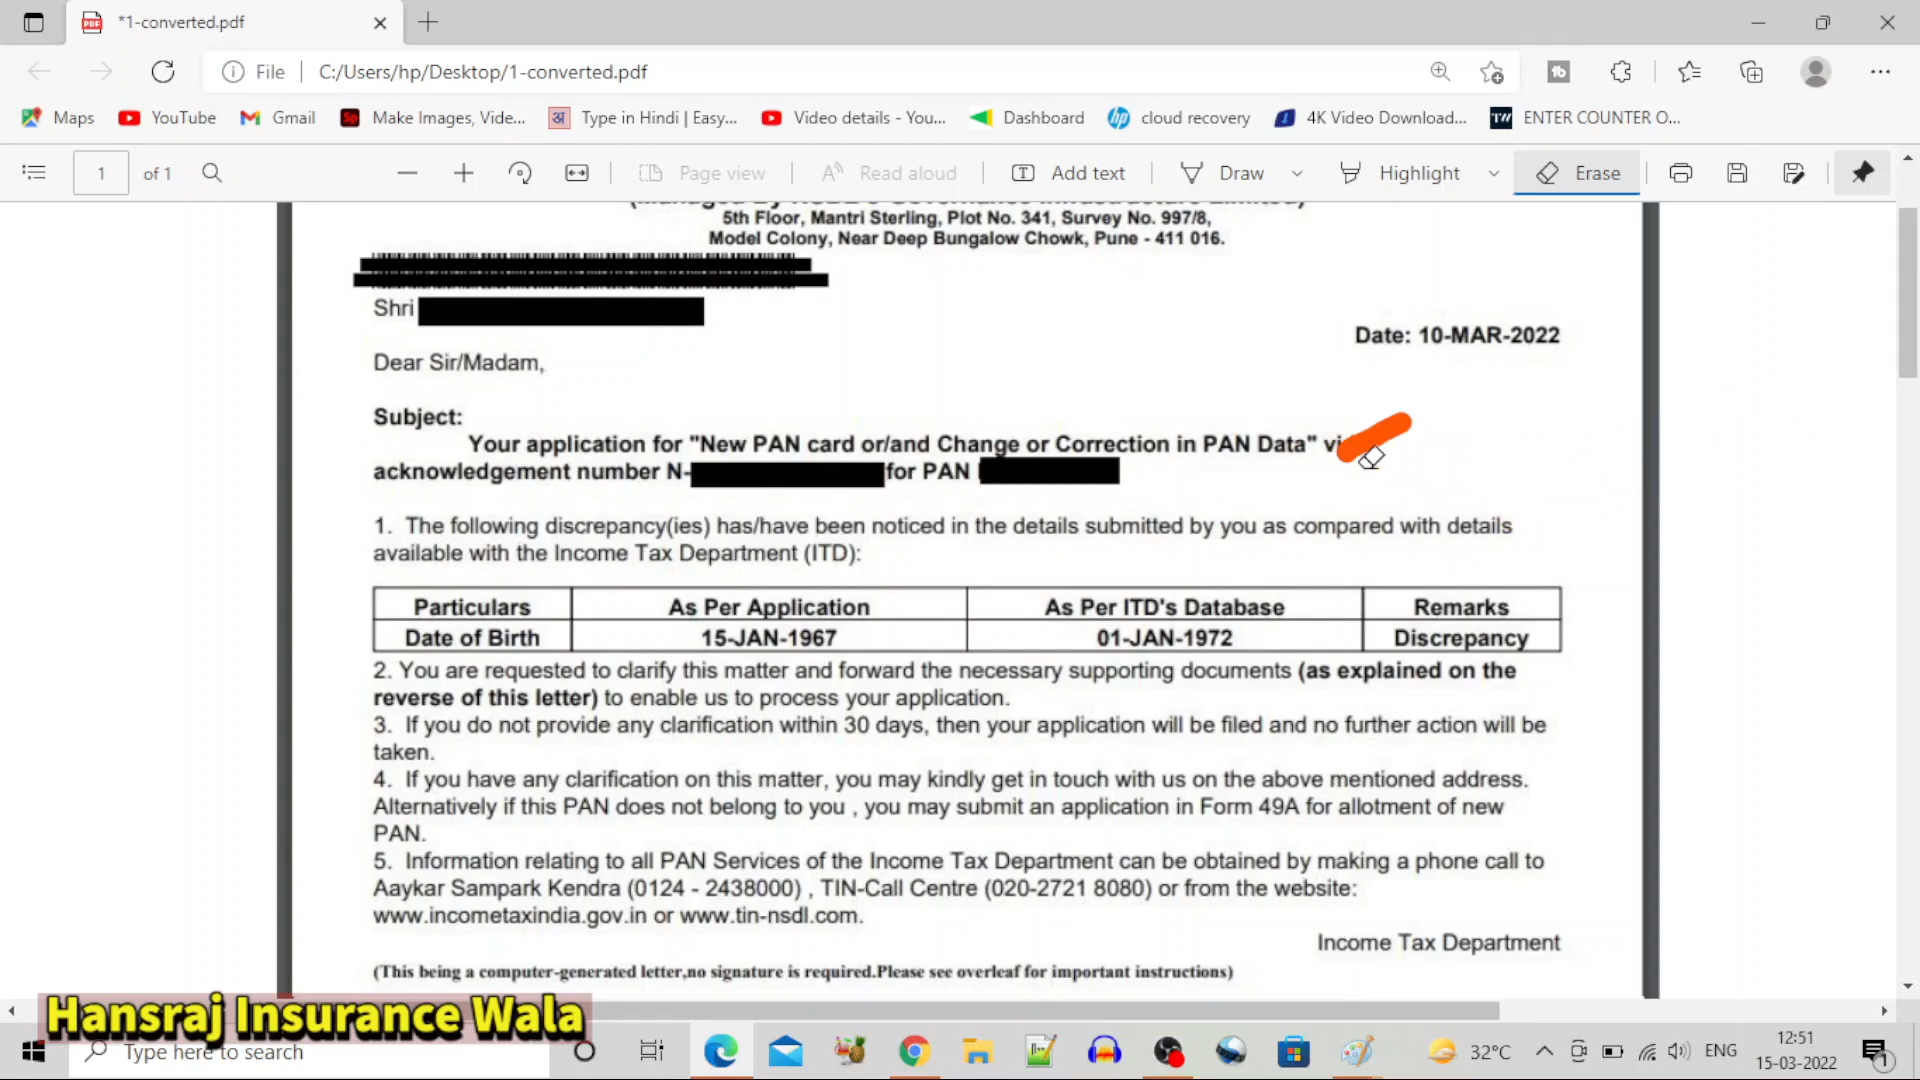 *1-converted.pdf
File C:/Users/hp/Desktop/1-converted.pdf
Maps YouTube Gmail Make Images, Vide... Type in Hindi | Easy... Video details - You... Dashboard cloud recovery 4K Video Download... ENTER COUNTER O...
1 of 1 Page view Read aloud Add text Draw Highlight Erase
5th Floor, Mantri Sterling, Plot No. 341, Survey No. 997/8,
Model Colony, Near Deep Bungalow Chowk, Pune - 411 016.
Shri
Date: 10-MAR-2022
Dear Sir/Madam,
Subject:
Your application for "New PAN card or/and Change or Correction in PAN Data"
acknowledgement number N- for PAN
1. The following discrepancy(ies) has/have been noticed in the details submitted by you as compared with details
available with the Income Tax Department (ITD):
Particulars As Per Application As Per ITD's Database Remarks
Date of Birth 15-JAN-1967 01-JAN-1972 Discrepancy
2. You are requested to clarify this matter and forward the necessary supporting documents (as explained on the
reverse of this letter) to enable us to process your application.
3. If you do not provide any clarification within 30 days, then your application will be filed and no further action will be
taken.
4. If you have any clarification on this matter, you may kindly get in touch with us on the above mentioned address.
Alternatively if this PAN does not belong to you , you may submit an application in Form 49A for allotment of new
PAN.
5. Information relating to all PAN Services of the Income Tax Department can be obtained by making a phone call to
Aaykar Sampark Kendra (0124 - 2438000) , TIN-Call Centre (020-2721 8080) or from the website:
www.incometaxindia.gov.in or www.tin-nsdl.com.
Income Tax Department
(This being a computer-generated letter,no signature is required.Please see overleaf for important instructions)
Hansraj Insurance Wala
Type here to search
32°C ENG 12:51
15-03-2022
1